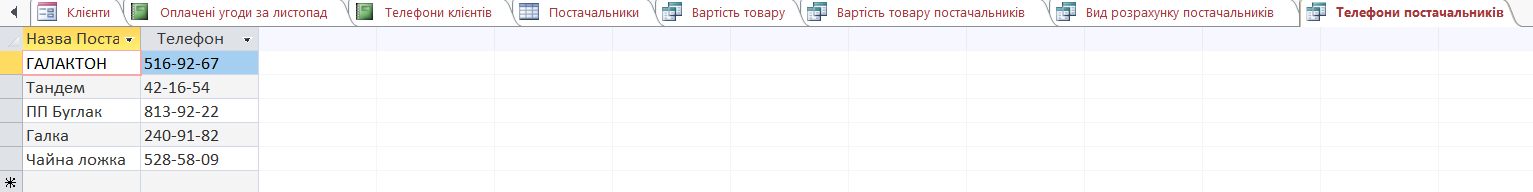 Клієнти Оплачені угоди за листопад Телефони клієнтів Постачальники Вартість товару Вартість товару постачальників Вид розрахунку постачальників Телефони постачальників
Назва Поста Телефон
ГАЛАКТОН 516-92-67
Тандем 42-16-54
ПП Буглак 813-92-22
Галка 240-91-82
Чайна ложка 528-58-09